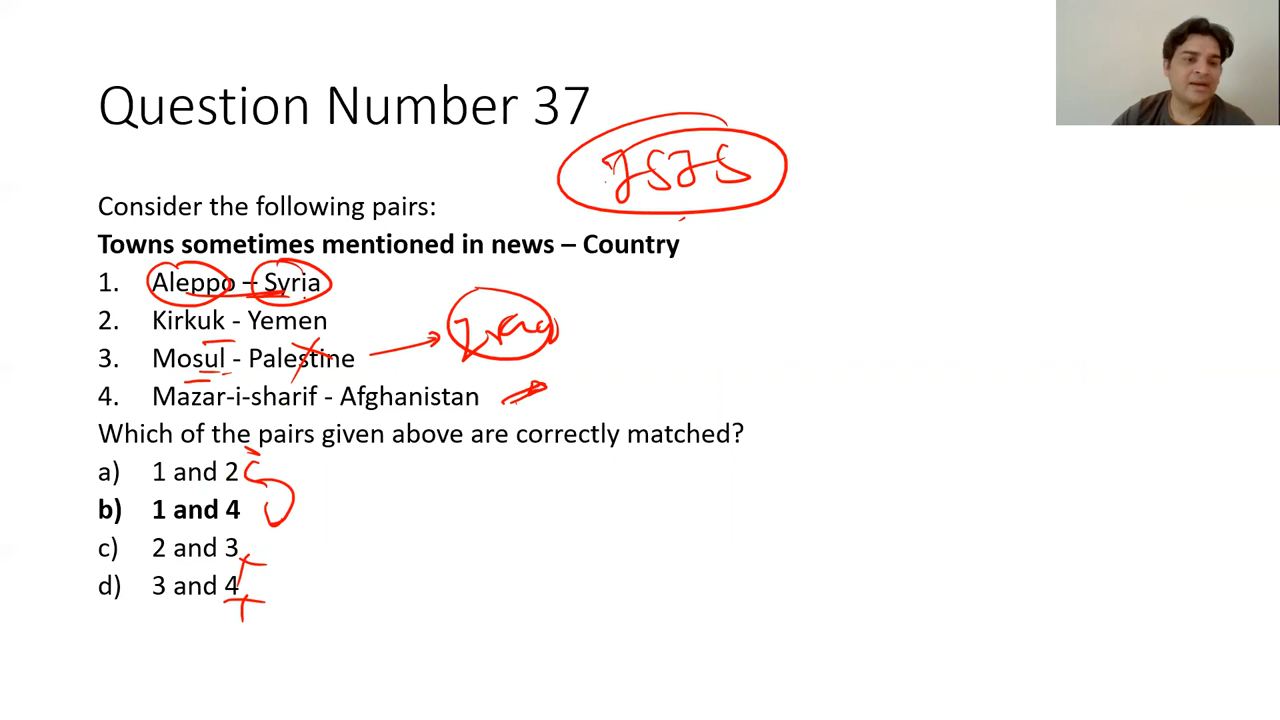 Question Number 37
ISIS
Consider the following pairs:
Towns sometimes mentioned in news – Country
1. Aleppo – Syria
2. Kirkuk - Yemen
3. Mosul - Palestine Iraq
4. Mazar-i-sharif - Afghanistan
Which of the pairs given above are correctly matched?
a) 1 and 2
b) 1 and 4
c) 2 and 3
d) 3 and 4